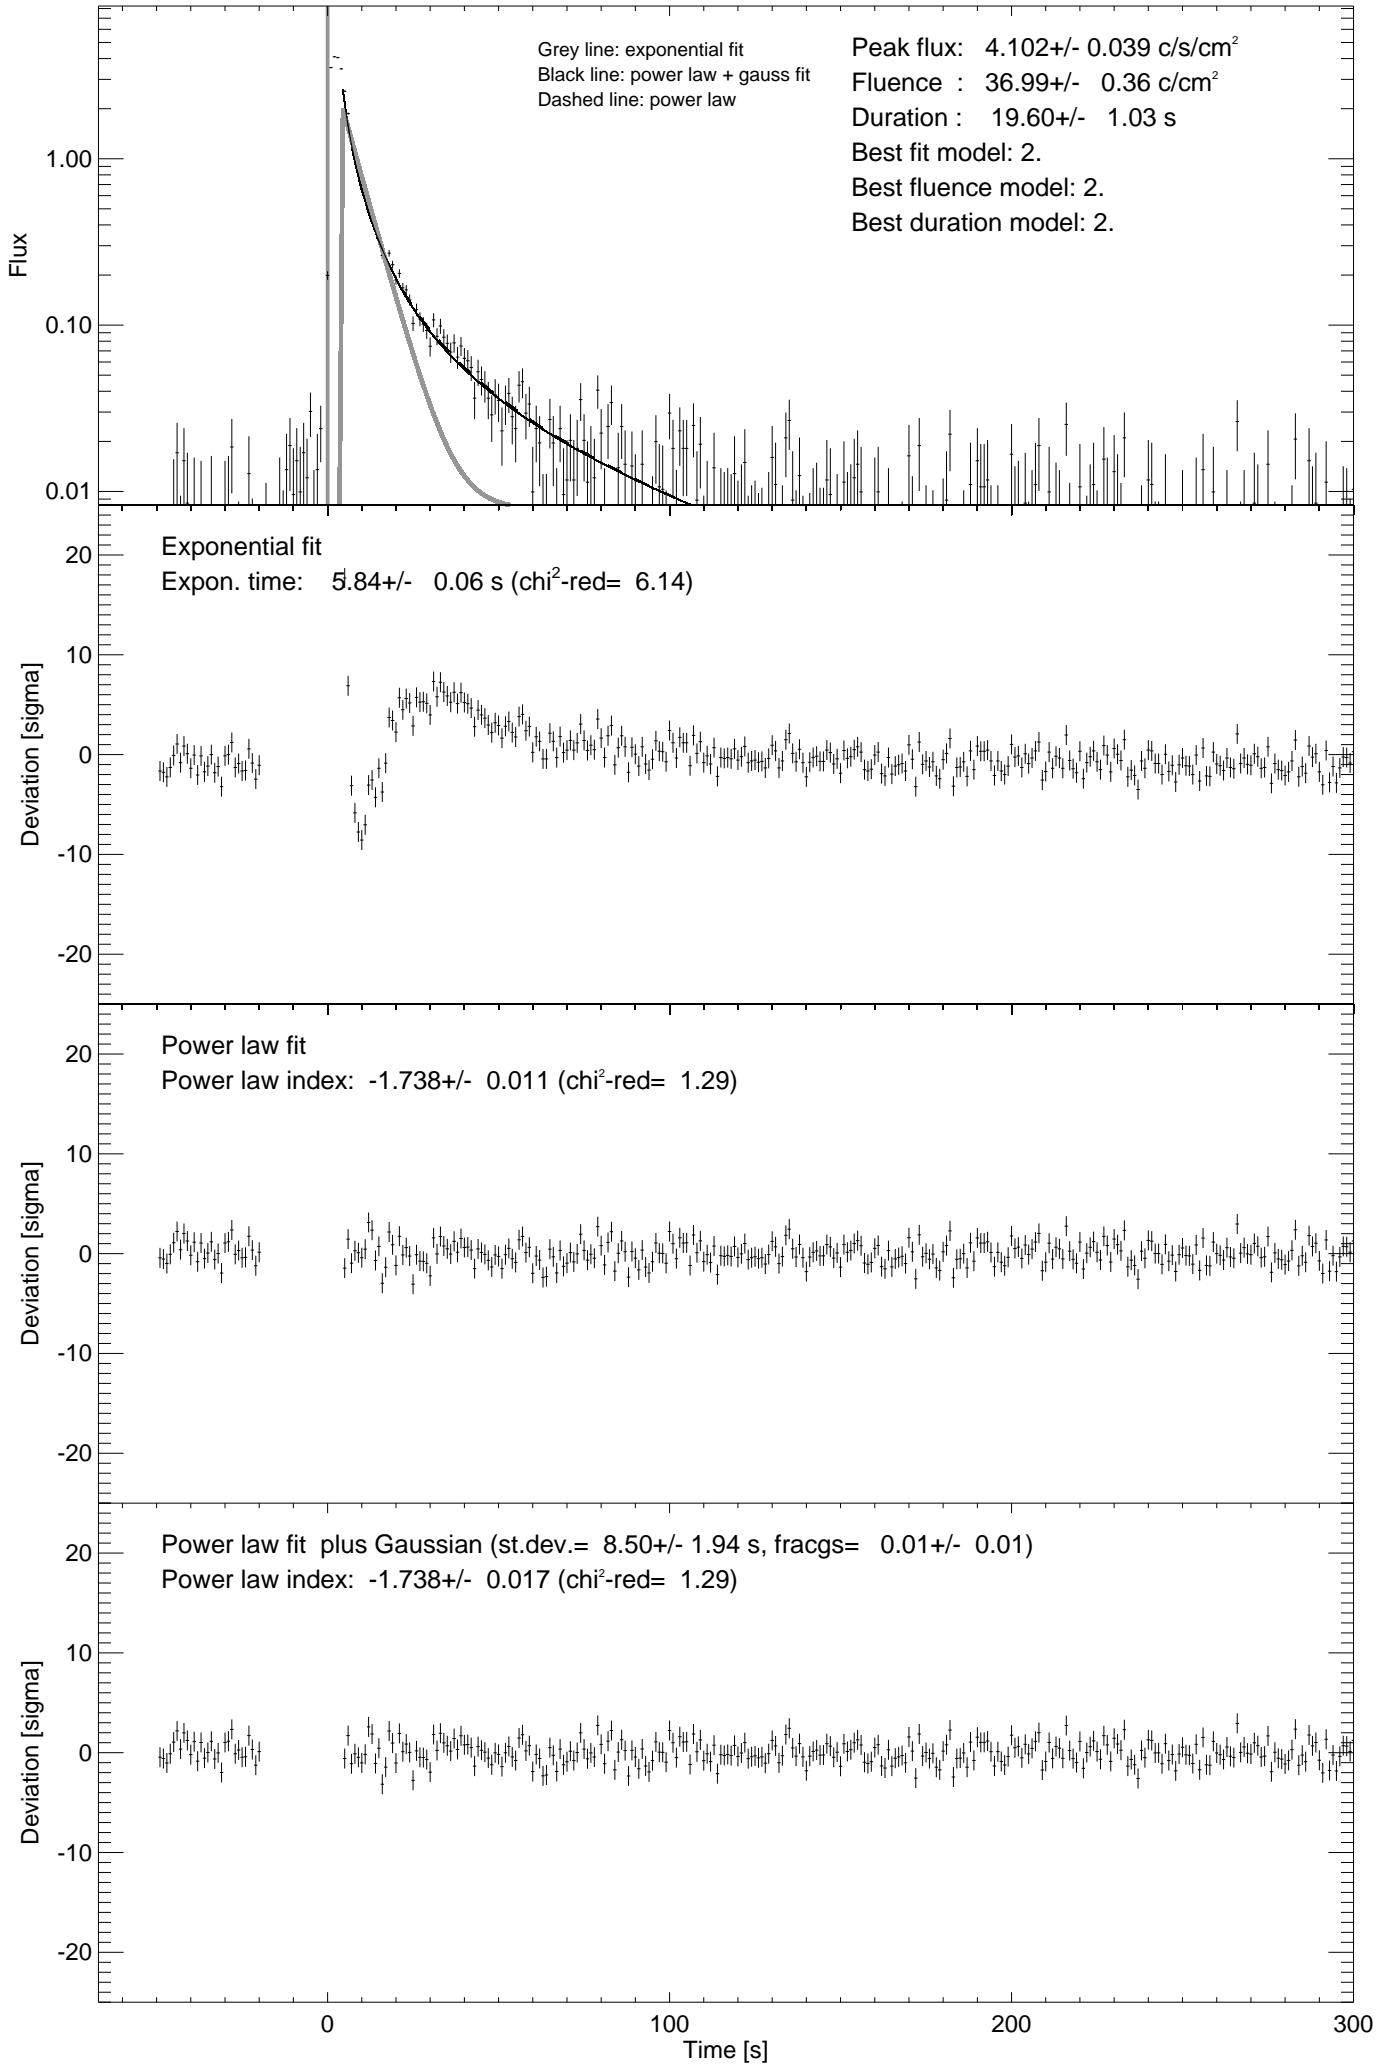 Grey line: exponential fit
Black line: power law + gauss fit
Dashed line: power law
Peak flux: 4.102+/- 0.039 c/s/cm²
Fluence : 36.99+/- 0.36 c/cm²
Duration : 19.60+/- 1.03 s
Best fit model: 2.
Best fluence model: 2.
Best duration model: 2.
Flux
1.00
0.10
0.01
Exponential fit
Expon. time: 5.84+/- 0.06 s (chi²-red= 6.14)
Deviation [sigma]
20
10
0
-10
-20
Power law fit
Power law index: -1.738+/- 0.011 (chi²-red= 1.29)
Deviation [sigma]
20
10
0
-10
-20
Power law fit plus Gaussian (st.dev.= 8.50+/- 1.94 s, fracgs= 0.01+/- 0.01)
Power law index: -1.738+/- 0.017 (chi²-red= 1.29)
Deviation [sigma]
20
10
0
-10
-20
0 100 200 300
Time [s]